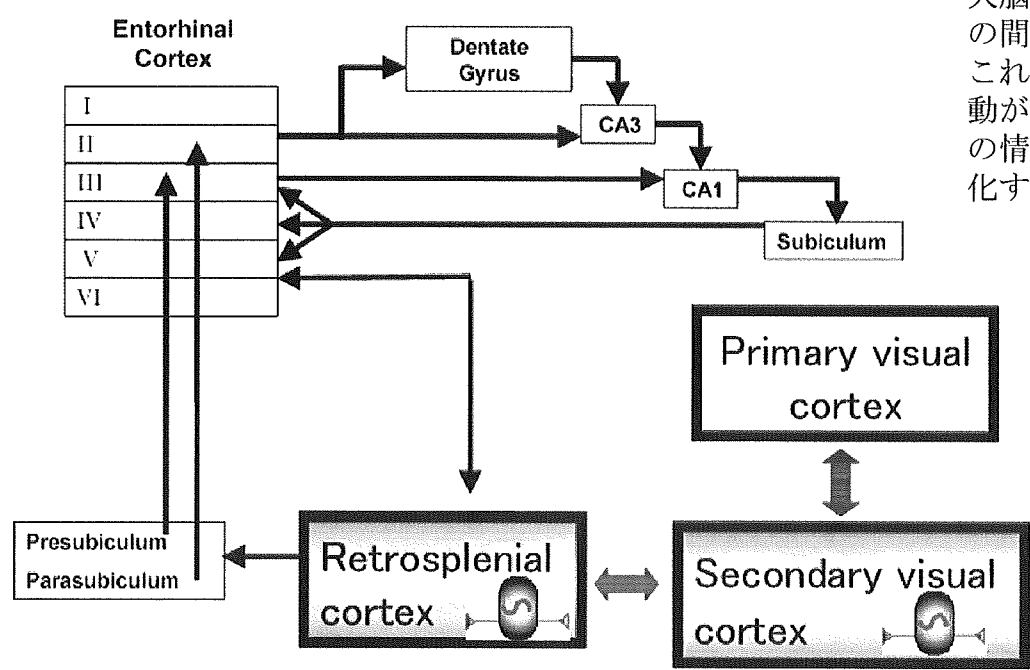 Entorhinal
Cortex
I
II
III
IV
V
VI
Dentate
Gyrus
CA3
CA1
Subiculum
Primary visual
cortex
Secondary visual
cortex
Retrosplenial
cortex
Presubiculum
Parasubiculum
の間
これ
動が
の情
化す